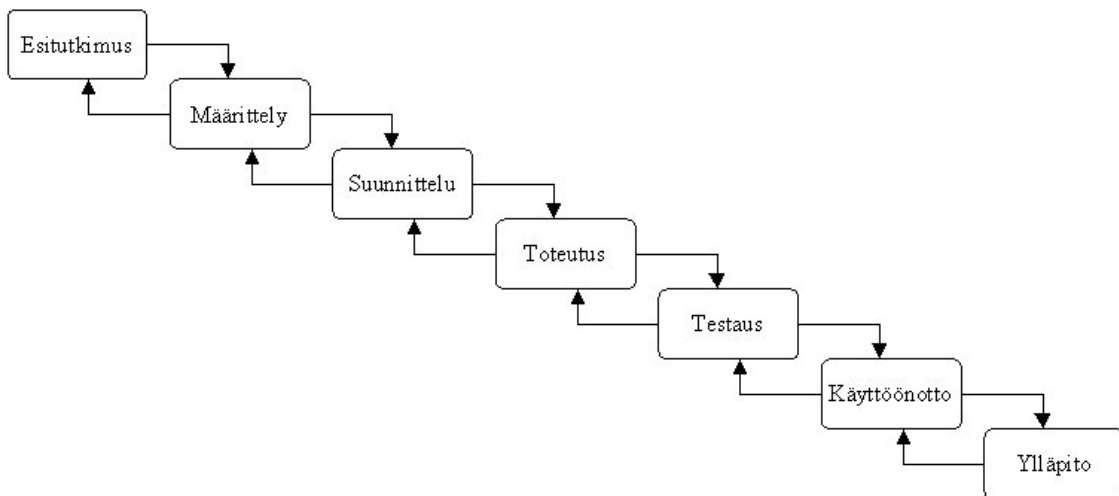 Esitutkimus
Määrittely
Suunnittelu
Toteutus
Testaus
Käyttöönotto
Ylläpito